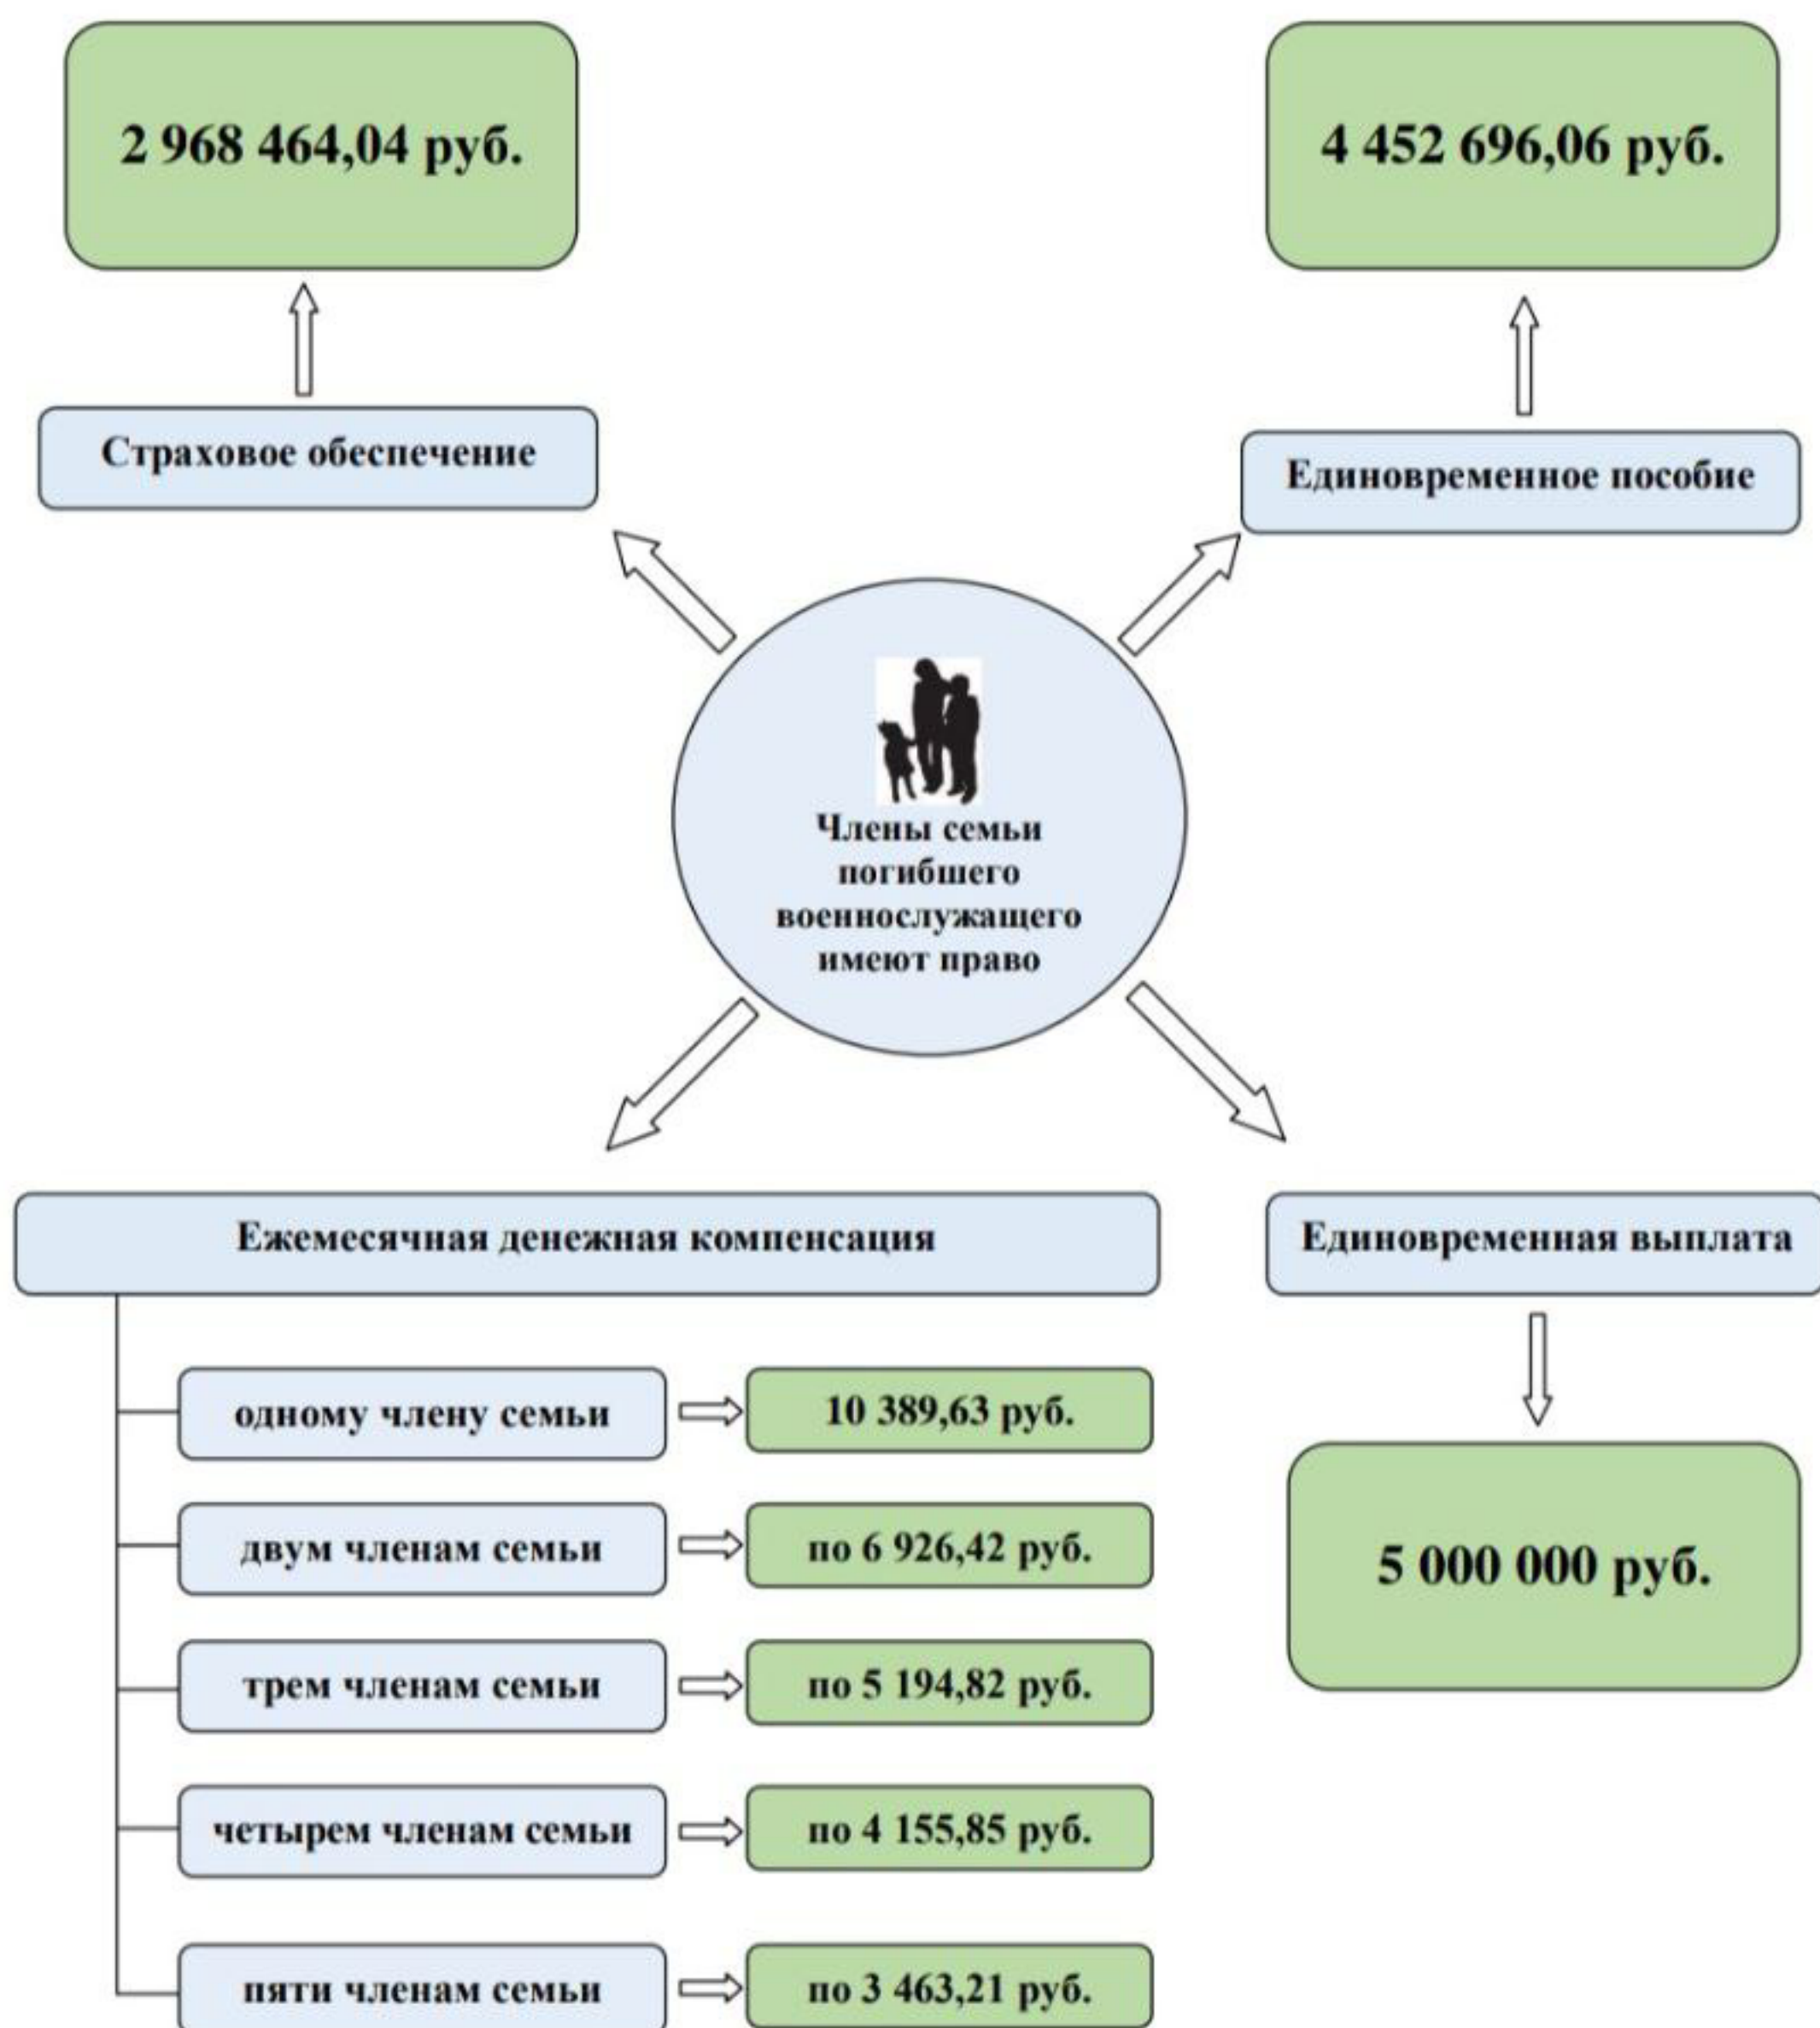 2 968 464,04 руб.
4 452 696,06 руб.
Страховое обеспечение
Единовременное пособие
Члены семьи
погибшего
военнослужащего
имеют право
Ежемесячная денежная компенсация
одному члену семьи
10 389,63 руб.
двум членам семьи
по 6 926,42 руб.
трем членам семьи
по 5 194,82 руб.
четырем членам семьи
по 4 155,85 руб.
пяти членам семьи
по 3 463,21 руб.
Единовременная выплата
5 000 000 руб.